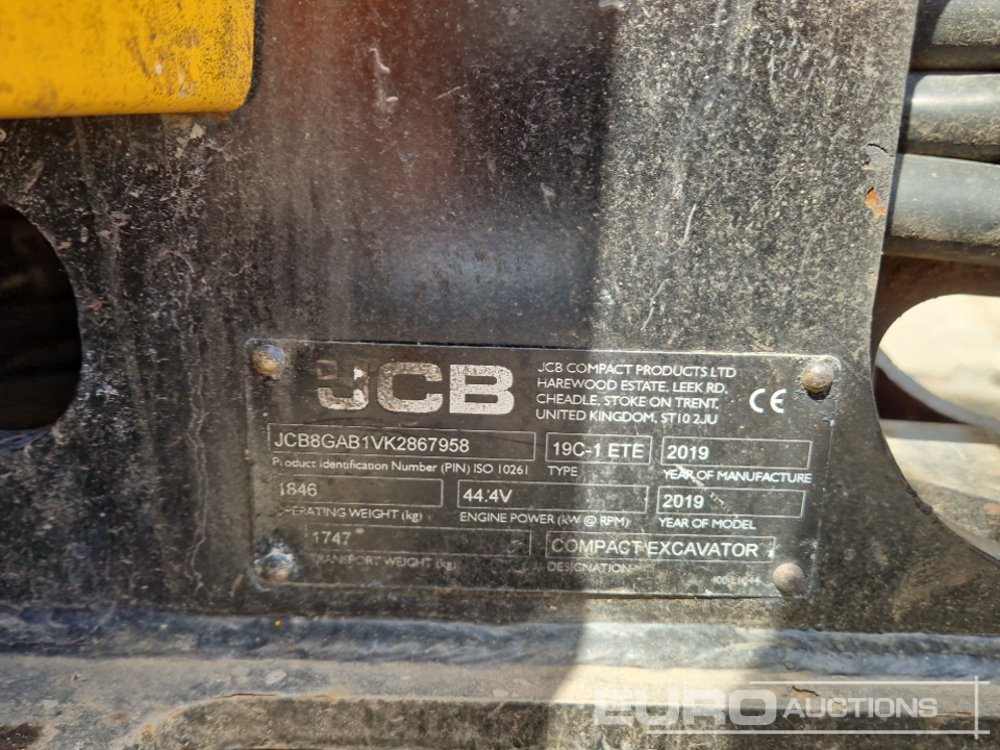 JCB
JCB COMPACT PRODUCTS LTD
HAREWOOD ESTATE, LEEK RD,
CHEADLE, STOKE ON TRENT,
UNITED KINGDOM, ST10 2JU
CE
JCB8GAB1VK2867958
Product identification Number (PIN) ISO 10261
19C-1 ETE
TYPE
2019
YEAR OF MANUFACTURE
1846
OPERATING WEIGHT (kg)
44.4V
ENGINE POWER (kW @ RPM)
2019
YEAR OF MODEL
1747
TRANSPORT WEIGHT (kg)
COMPACT EXCAVATOR
DESIGNATION
EURO AUCTIONS